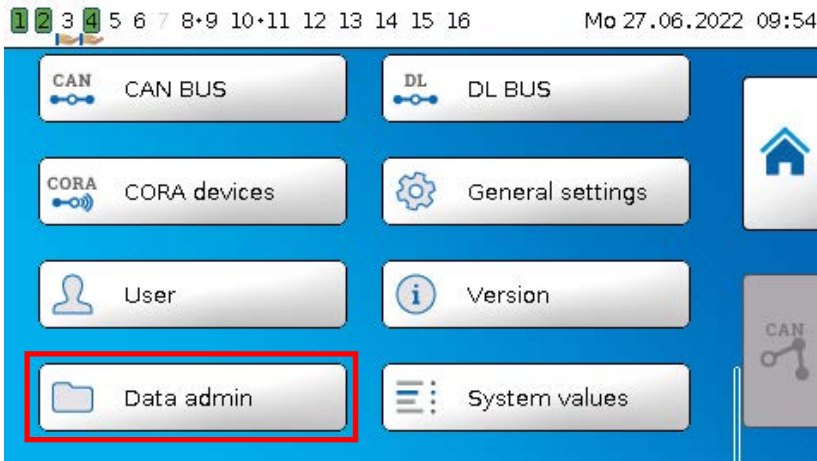 1 2 3 4 5 6 7 8•9 10•11 12 13 14 15 16 Mo 27.06.2022 09:54
CAN CAN BUS DL DL BUS
CORA CORA devices General settings
User i Version
CAN
Data admin System values